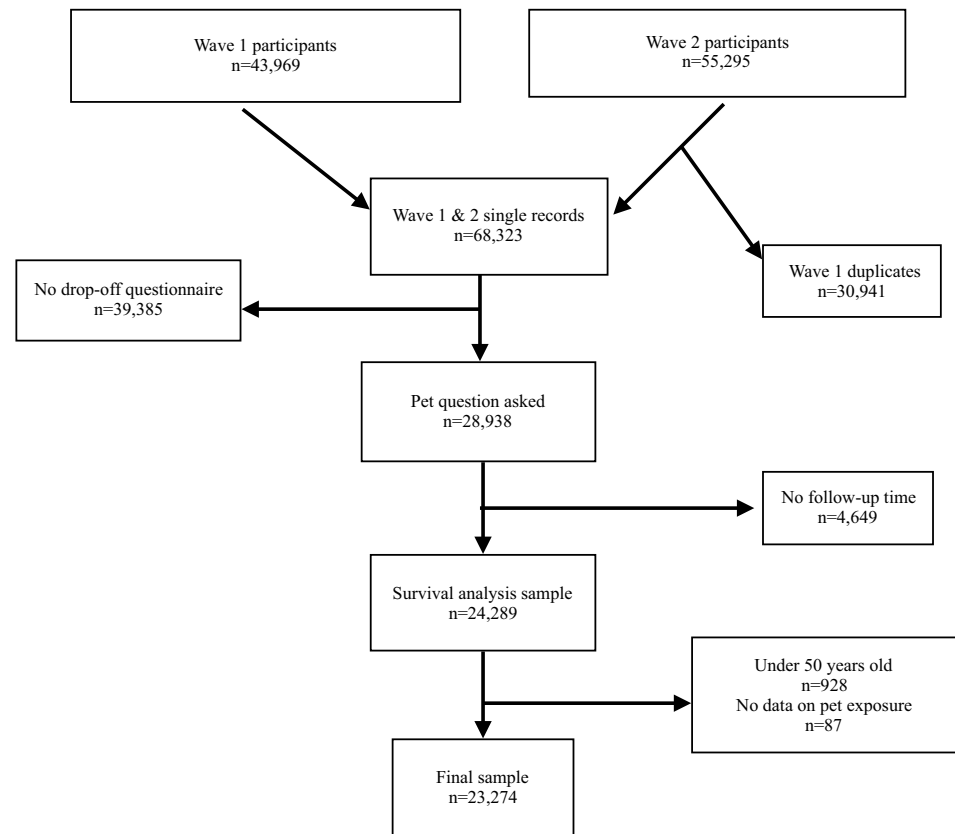 Wave 1 participants
n=43,969
Wave 2 participants
n=55,295
Wave 1 & 2 single records
n=68,323
Wave 1 duplicates
n=30,941
No drop-off questionnaire
n=39,385
Pet question asked
n=28,938
No follow-up time
n=4,649
Survival analysis sample
n=24,289
Under 50 years old
n=928
No data on pet exposure
n=87
Final sample
n=23,274